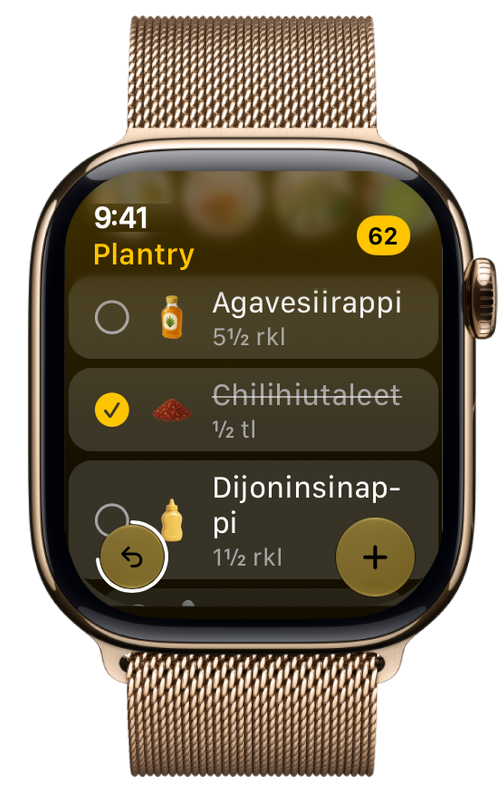 9:41
Plantry
62
Agavesiirappi
5½ rkl
Chilihiutaleet
½ tl
Dijoninsinap-
pi
1½ rkl